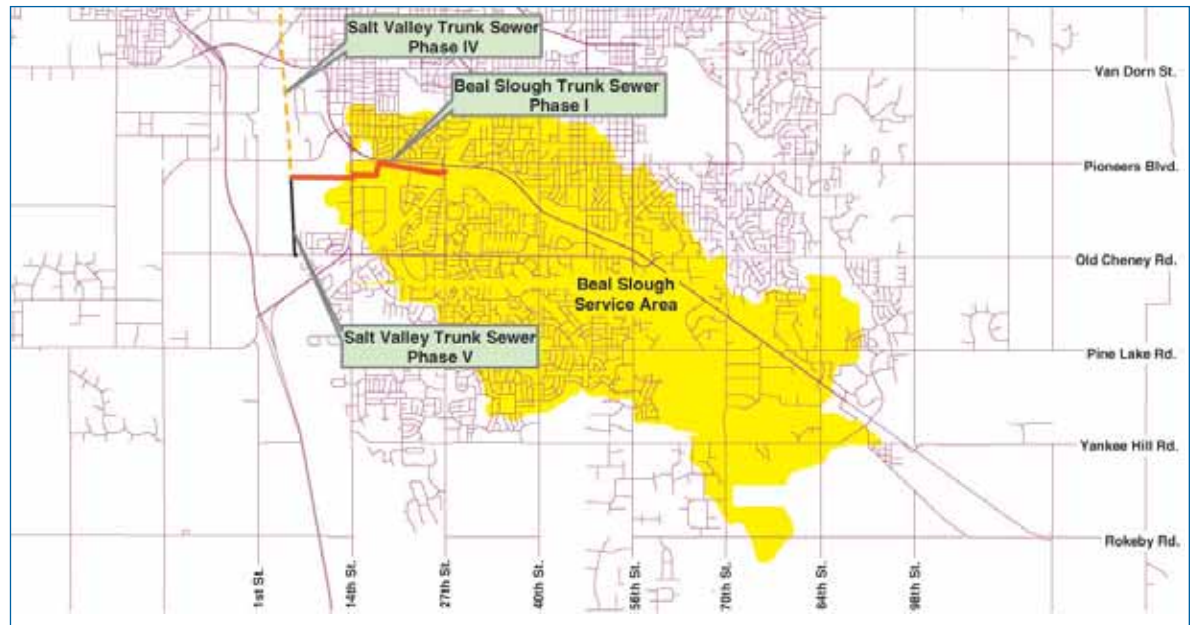 Salt Valley Trunk Sewer
Phase IV
Van Dorn St.
Beal Slough Trunk Sewer
Phase I
Pioneers Blvd.
Old Cheney Rd.
Beal Slough
Service Area
Salt Valley Trunk Sewer
Phase V
Pine Lake Rd.
Yankee Hill Rd.
Rokeby Rd.
1st St.
14th St.
27th St.
40th St.
56th St.
70th St.
84th St.
98th St.